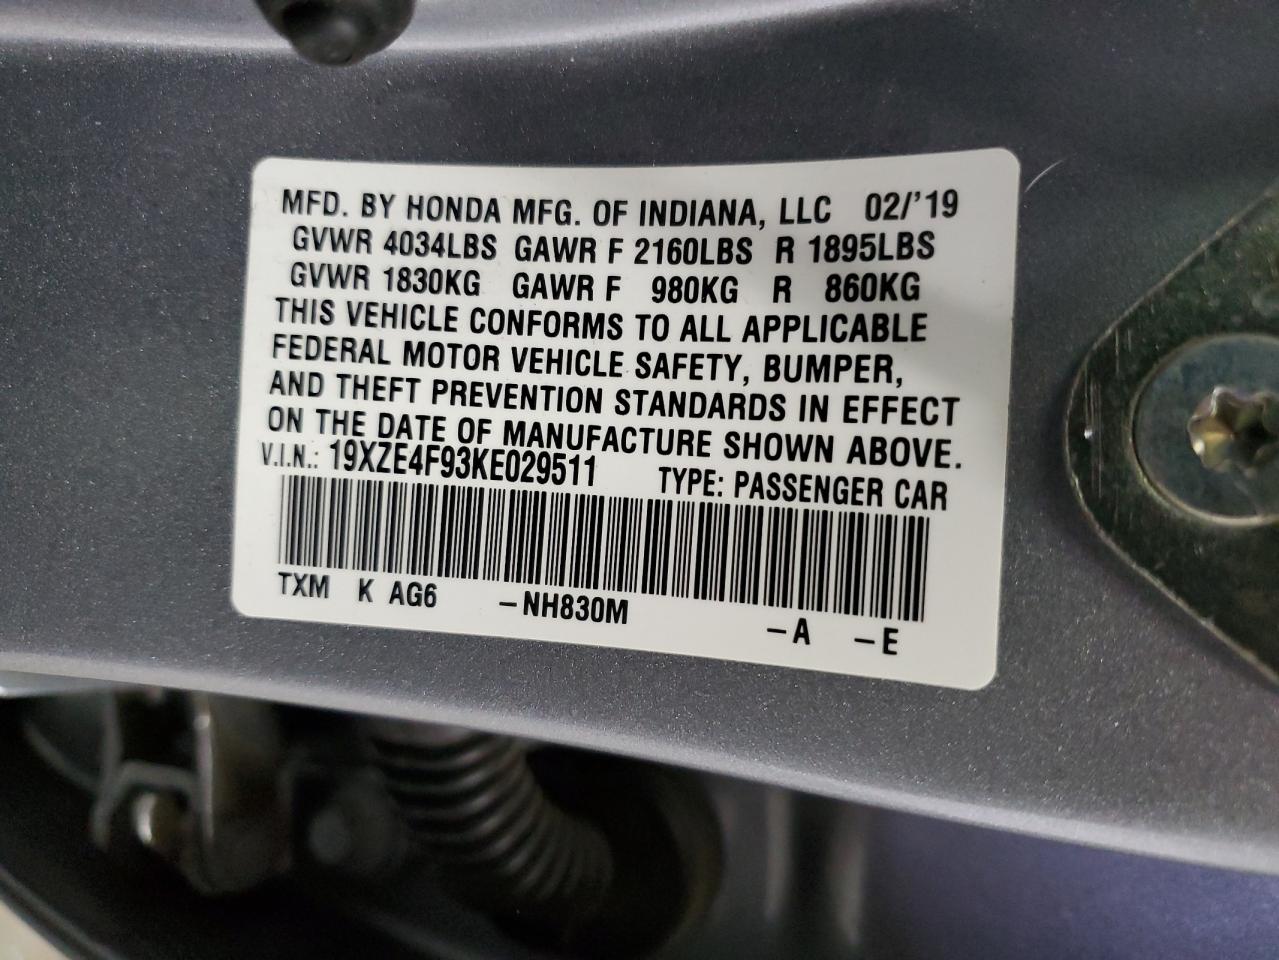 MFD. BY HONDA MFG. OF INDIANA, LLC 02/'19
GVWR 4034LBS GAWR F 2160LBS R 1895LBS
GVWR 1830KG GAWR F 980KG R 860KG
THIS VEHICLE CONFORMS TO ALL APPLICABLE
FEDERAL MOTOR VEHICLE SAFETY, BUMPER,
AND THEFT PREVENTION STANDARDS IN EFFECT
ON THE DATE OF MANUFACTURE SHOWN ABOVE.
V.I.N.: 19XZE4F93KE029511 TYPE: PASSENGER CAR
TXM K AG6 -NH830M -A -E